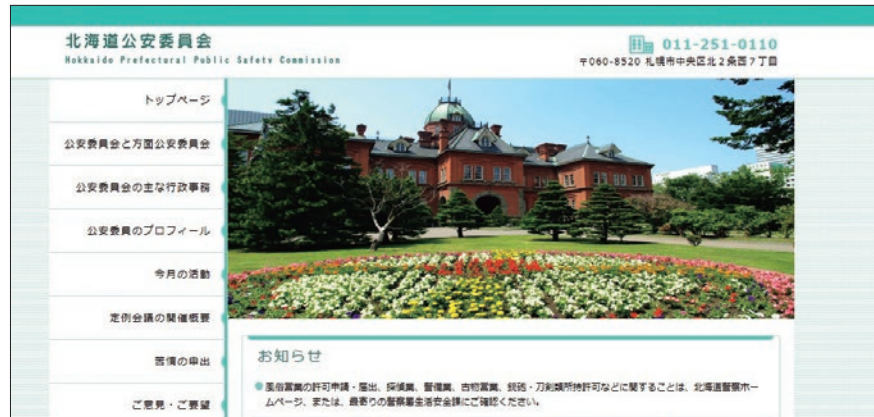 北海道公安委員会
Hokkaido Prefectural Public Safety Commission
011-251-0110
〒060-8520 札幌市中央区北2条西7丁目
トップページ
公安委員会と方面公安委員会
公安委員会の主な行政事務
公安委員のプロフィール
今月の活動
定例会議の開催概要
苦情の申出
ご意見・ご要望
お知らせ
風俗営業の許可申請・届出、探偵業、警備業、古物営業、銃砲・刀剣類所持許可などに関することは、北海道警察ホー
ムページ、または、最寄りの警察署生活安全課にご確認ください。